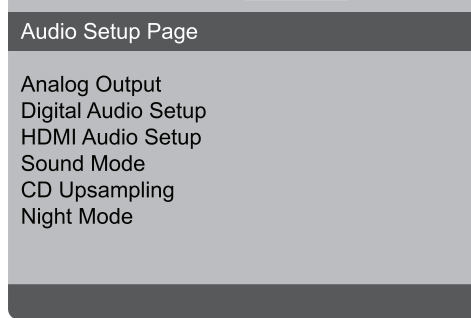 Audio Setup Page
Analog Output
Digital Audio Setup
HDMI Audio Setup
Sound Mode
CD Upsampling
Night Mode